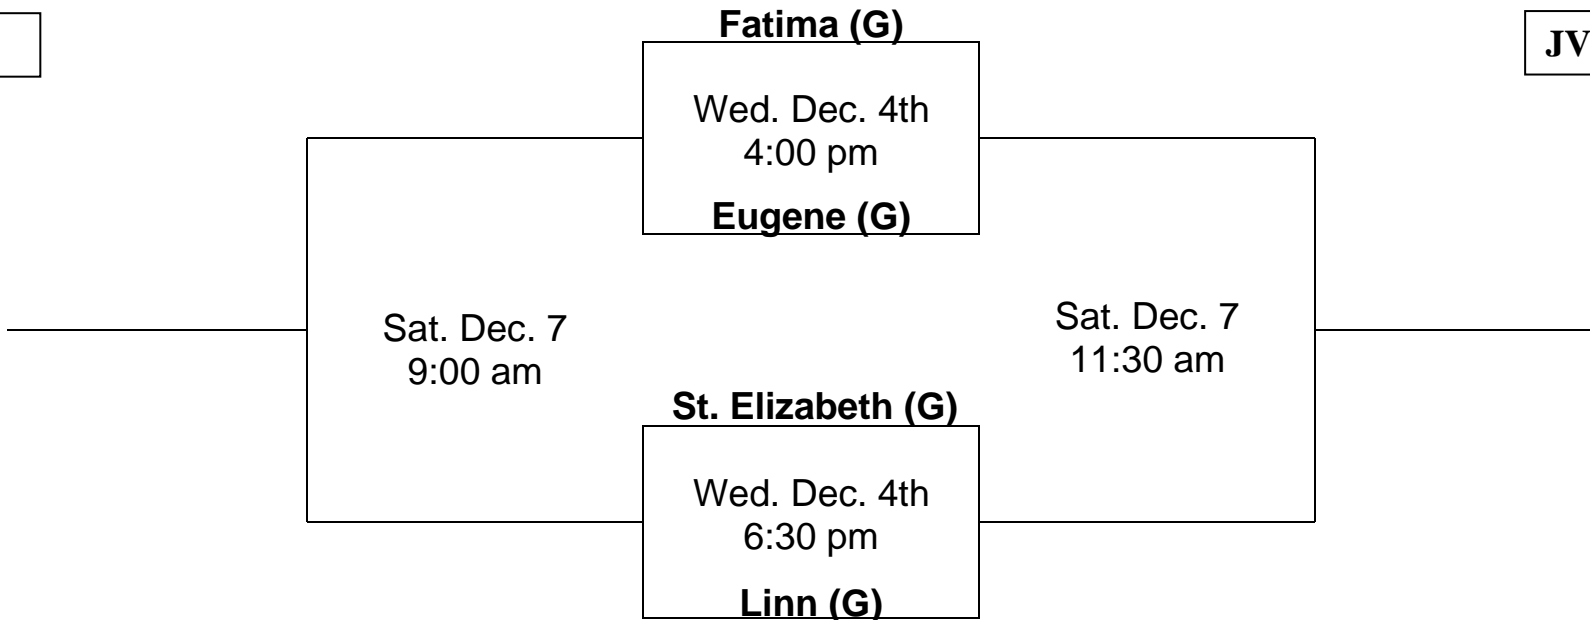 Fatima (G)
JV
Wed. Dec. 4th
4:00 pm
Eugene (G)
Sat. Dec. 7
9:00 am
Sat. Dec. 7
11:30 am
St. Elizabeth (G)
Wed. Dec. 4th
6:30 pm
Linn (G)